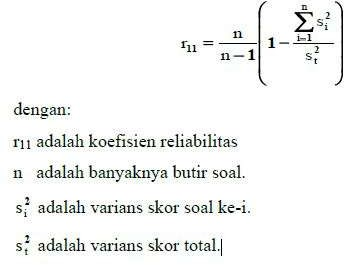 r₁₁ = n / (n − 1) (1 − ∑ᵢ₌₁ⁿ sᵢ² / sₜ²)
dengan:
r₁₁ adalah koefisien reliabilitas
n adalah banyaknya butir soal.
sᵢ² adalah varians skor soal ke-i.
sₜ² adalah varians skor total.